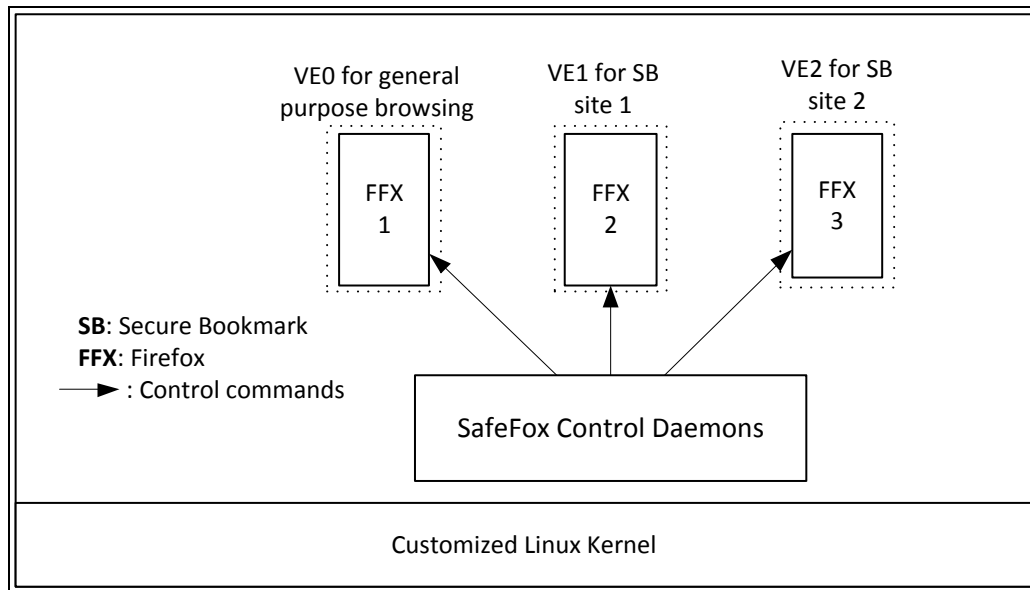 VE0 for general
purpose browsing
VE1 for SB
site 1
VE2 for SB
site 2
FFX
1
FFX
2
FFX
3
SB: Secure Bookmark
FFX: Firefox
: Control commands
SafeFox Control Daemons
Customized Linux Kernel